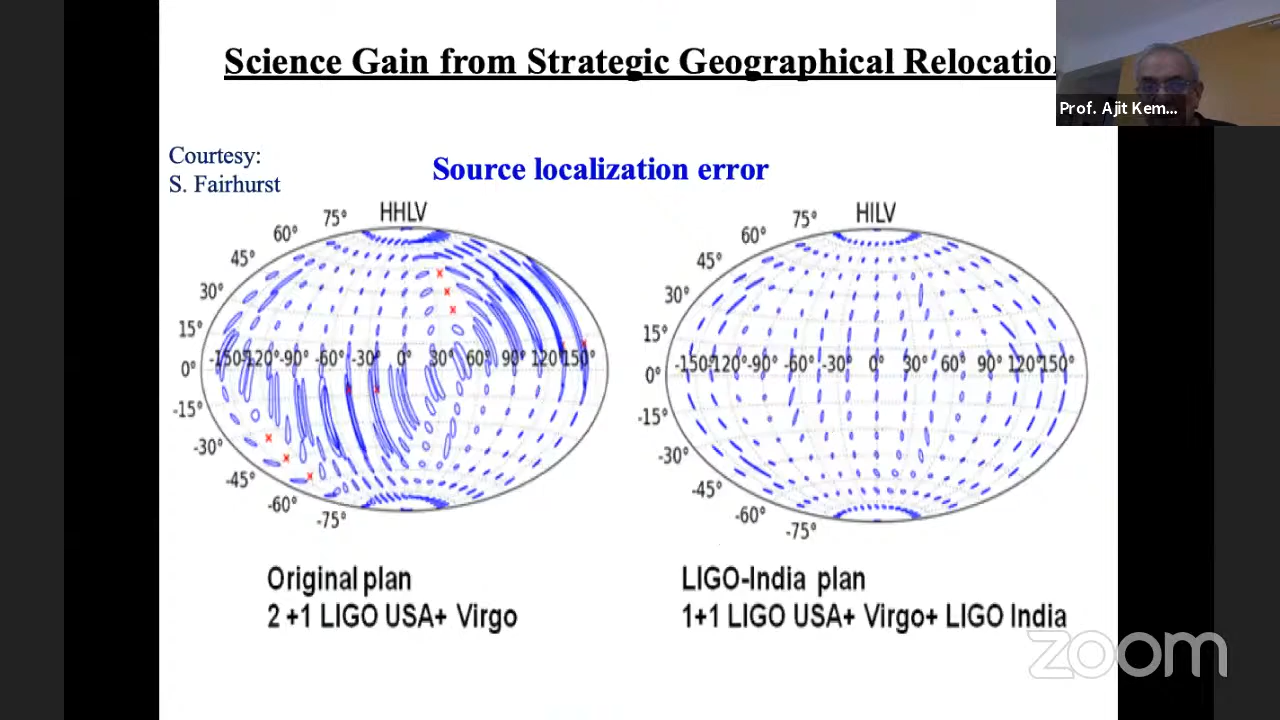 Science Gain from Strategic Geographical Relocation
Prof. Ajit Kem...
Courtesy:
S. Fairhurst
Source localization error
HHLV
75°
60°
45°
30°
15°
0°
-15°
-30°
-45°
-60°
-75°
-150°-120°-90° -60° -30° 0° 30° 60° 90° 120°150°
HILV
75°
60°
45°
30°
15°
0°
-15°
-30°
-45°
-60°
-75°
-150°-120°-90° -60° -30° 0° 30° 60° 90° 120°150°
Original plan
2 +1 LIGO USA+ Virgo
LIGO-India plan
1+1 LIGO USA+ Virgo+ LIGO India
zoom